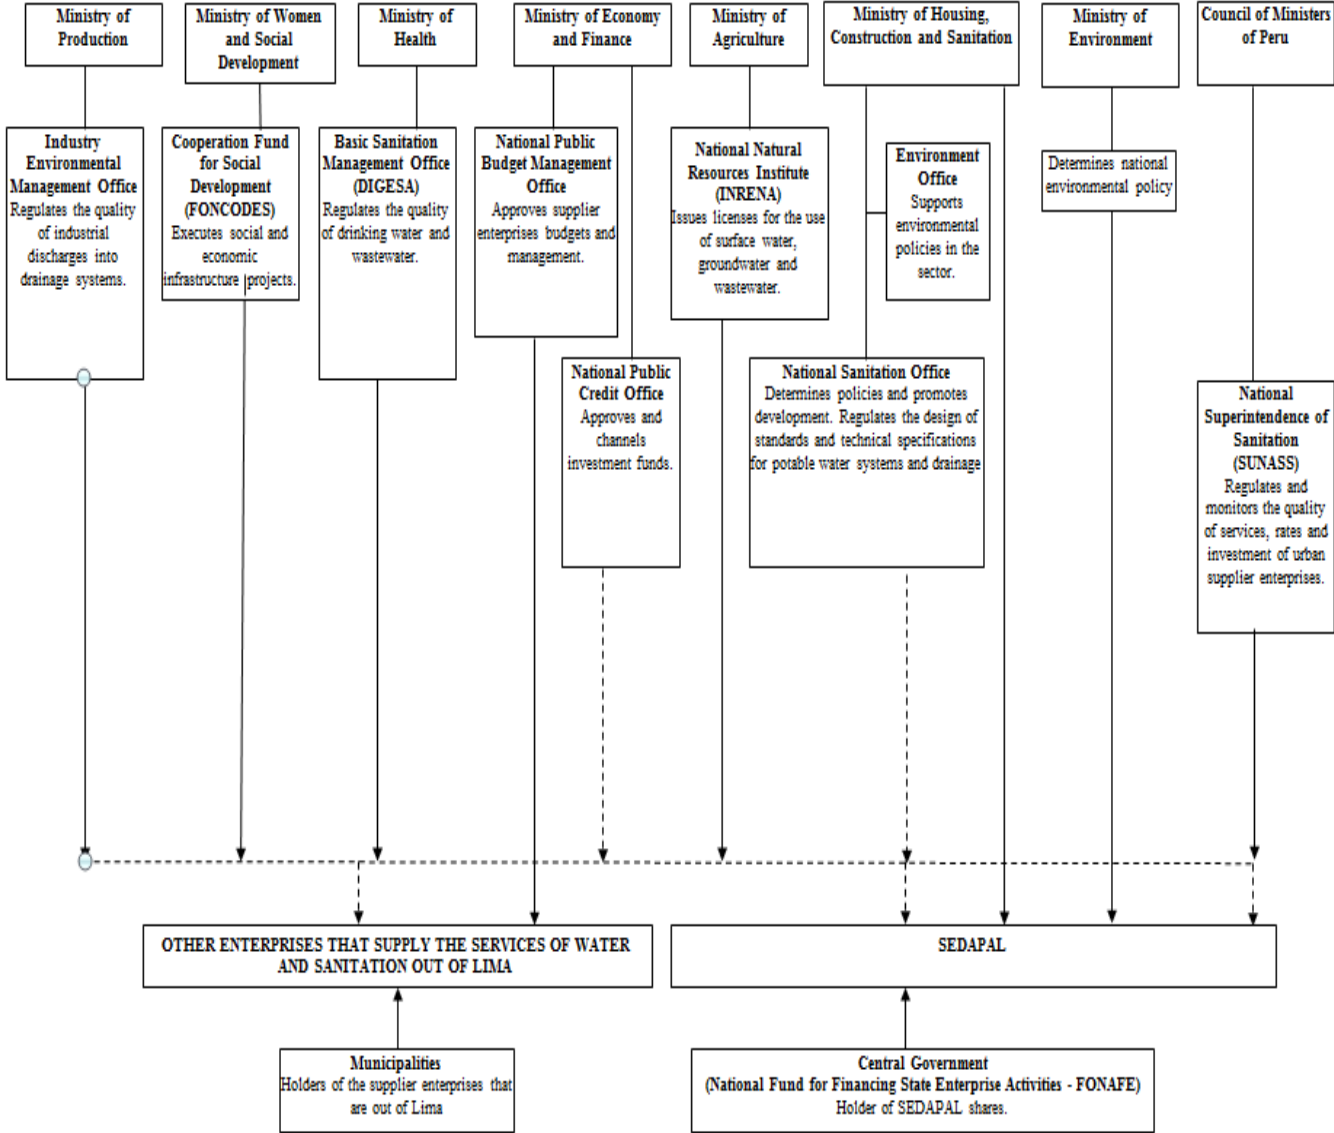 Ministry of
Production
Ministry of Women
and Social
Development
Ministry of
Health
Ministry of Economy
and Finance
Ministry of
Agriculture
Ministry of Housing,
Construction and Sanitation
Ministry of
Environment
Council of Ministers
of Peru
Industry
Environmental
Management Office
Regulates the quality
of industrial
discharges into
drainage systems.
Cooperation Fund
for Social
Development
(FONCODES)
Executes social and
economic
infrastructure projects.
Basic Sanitation
Management Office
(DIGESA)
Regulates the quality
of drinking water and
wastewater.
National Public
Budget Management
Office
Approves supplier
enterprises budgets and
management.
National Natural
Resources Institute
(INRENA)
Issues licenses for the use
of surface water,
groundwater and
wastewater.
Environment
Office
Supports
environmental
policies in the
sector.
Determines national
environmental policy
National Public
Credit Office
Approves and
channels
investment funds.
National Sanitation Office
Determines policies and promotes
development. Regulates the design of
standards and technical specifications
for potable water systems and drainage
National
Superintendence of
Sanitation
(SUNASS)
Regulates and
monitors the quality
of services, rates and
investment of urban
supplier enterprises.
OTHER ENTERPRISES THAT SUPPLY THE SERVICES OF WATER
AND SANITATION OUT OF LIMA
SEDAPAL
Municipalities
Holders of the supplier enterprises that
are out of Lima
Central Government
(National Fund for Financing State Enterprise Activities - FONAFE)
Holder of SEDAPAL shares.